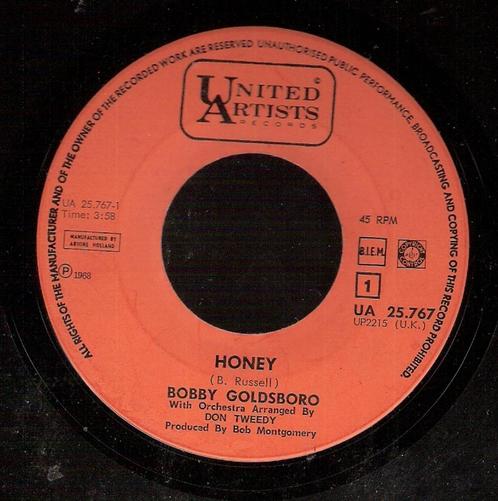 ALL RIGHTS OF THE MANUFACTURER AND OF THE OWNER OF THE RECORDED WORK ARE RESERVED UNAUTHORISED PUBLIC PERFORMANCE, BROADCASTING AND COPYING OF THIS RECORD PROHIBITED.
UNITED
ARTISTS
RECORDS
©
UA 25.767-1
Time: 3:58
MANUFACTURED BY
ARTONE HOLLAND
Ⓟ 1968
45 RPM
B.I.E.M.
COPYRIGHT CONTROL
1
UA 25.767
UP2215 (U.K.)
HONEY
(B. Russell)
BOBBY GOLDSBORO
With Orchestra Arranged By
DON TWEEDY
Produced By Bob Montgomery